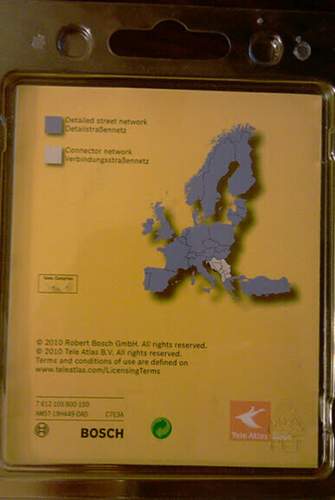 Detailed street network
Detailstraßennetz
Connector network
Verbindungsstraßennetz
© 2010 Robert Bosch GmbH. All rights reserved.
© 2010 Tele Atlas B.V. All rights reserved.
Terms and conditions of use are defined on
www.teleatlas.com/LicensingTerms
BOSCH
Tele Atlas